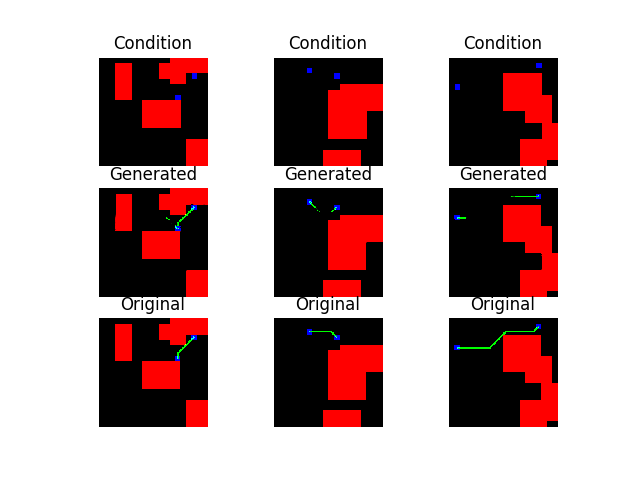 Condition Condition Condition
Generated Generated Generated
Original Original Original